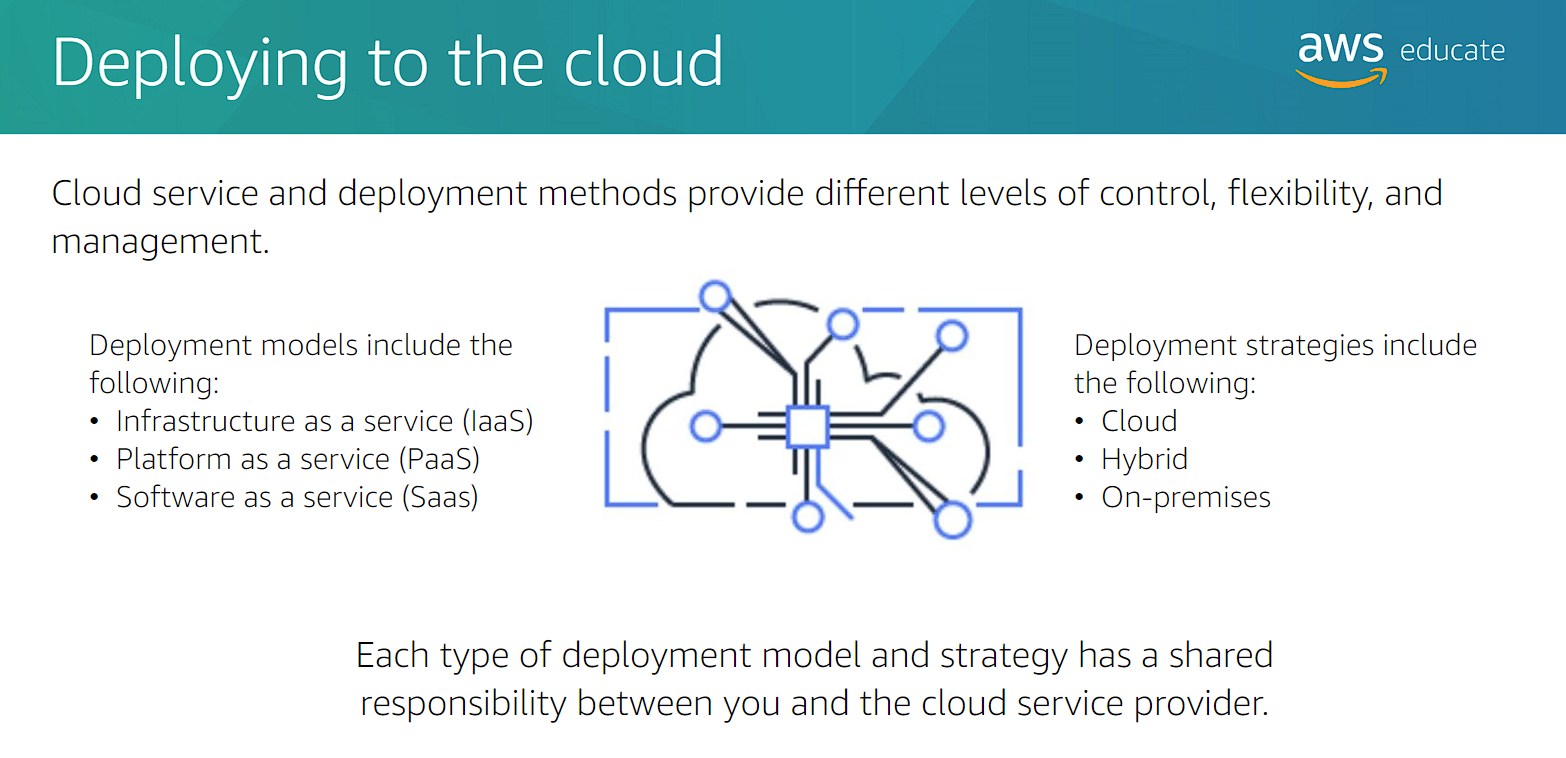 Deploying to the cloud
aws educate
Cloud service and deployment methods provide different levels of control, flexibility, and
management.
Deployment models include the
following:
• Infrastructure as a service (IaaS)
• Platform as a service (PaaS)
• Software as a service (Saas)
Deployment strategies include
the following:
• Cloud
• Hybrid
• On-premises
Each type of deployment model and strategy has a shared
responsibility between you and the cloud service provider.